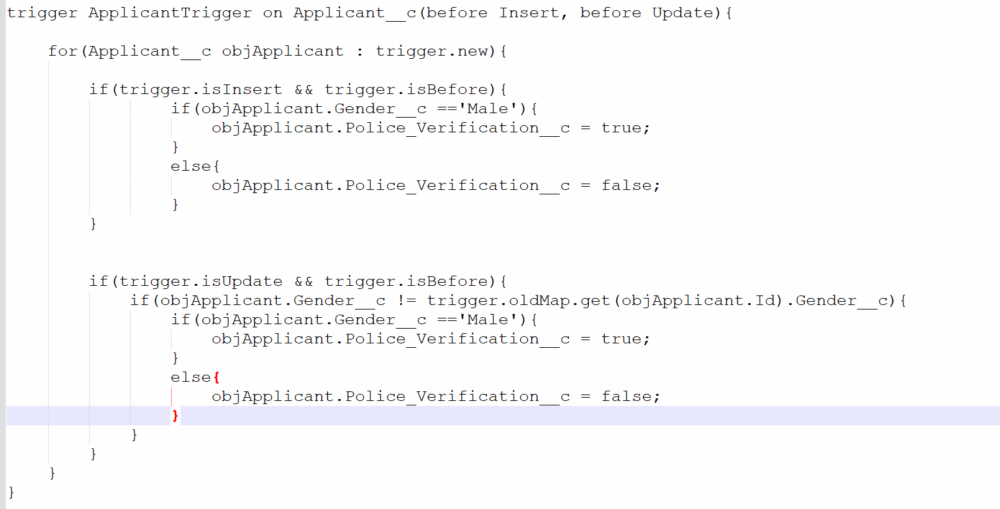 trigger ApplicantTrigger on Applicant__c(before Insert, before Update){
for(Applicant__c objApplicant : trigger.new){
if(trigger.isInsert && trigger.isBefore){
if(objApplicant.Gender__c =='Male'){
objApplicant.Police_Verification__c = true;
}
else{
objApplicant.Police_Verification__c = false;
}
}
if(trigger.isUpdate && trigger.isBefore){
if(objApplicant.Gender__c != trigger.oldMap.get(objApplicant.Id).Gender__c){
if(objApplicant.Gender__c =='Male'){
objApplicant.Police_Verification__c = true;
}
else{
objApplicant.Police_Verification__c = false;
}
}
}
}
}